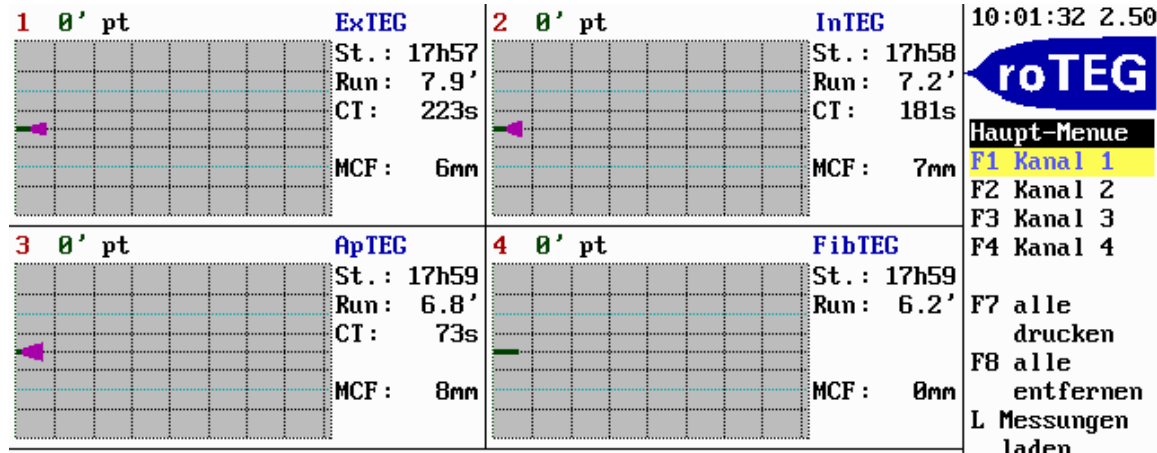 1 0' pt ExTEG
St.: 17h57
Run: 7.9'
CT: 223s
MCF: 6mm
2 0' pt InTEG
St.: 17h58
Run: 7.2'
CT: 181s
MCF: 7mm
3 0' pt ApTEG
St.: 17h59
Run: 6.8'
CT: 73s
MCF: 8mm
4 0' pt FibTEG
St.: 17h59
Run: 6.2'
MCF: 0mm
10:01:32 2.50
roTEG
Haupt-Menue
F1 Kanal 1
F2 Kanal 2
F3 Kanal 3
F4 Kanal 4
F7 alle
drucken
F8 alle
entfernen
L Messungen
laden